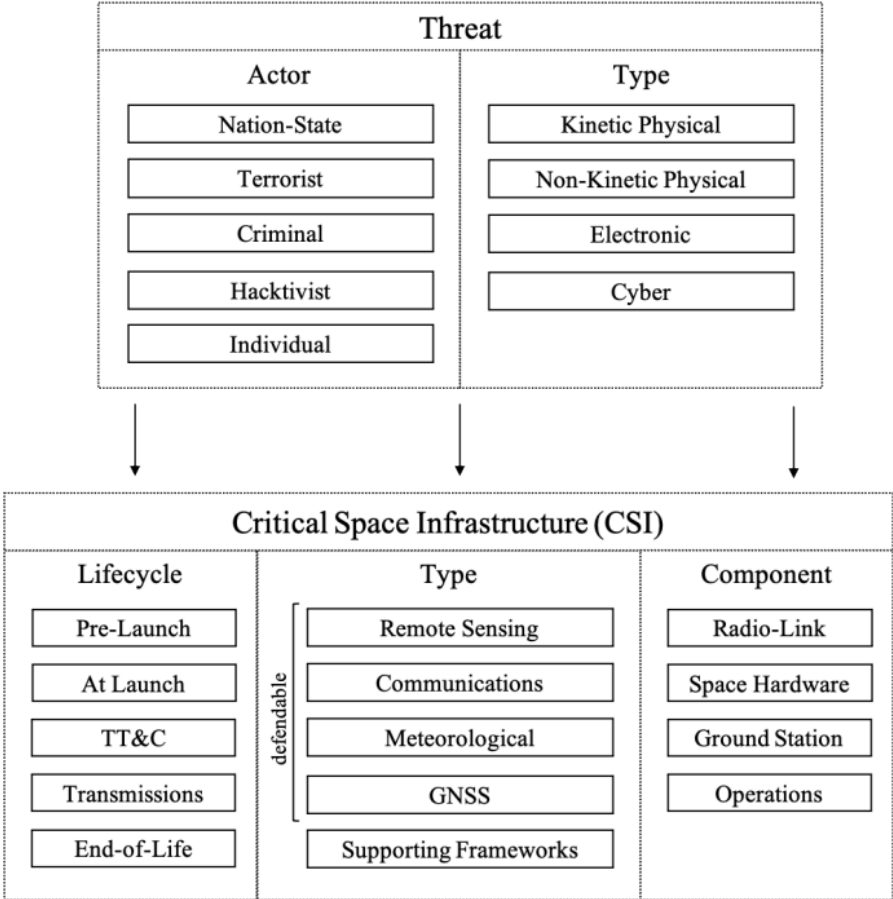 Threat
Actor
Nation-State
Terrorist
Criminal
Hacktivist
Individual
Type
Kinetic Physical
Non-Kinetic Physical
Electronic
Cyber
Critical Space Infrastructure (CSI)
Lifecycle
Pre-Launch
At Launch
TT&C
Transmissions
End-of-Life
Type
defendable
Remote Sensing
Communications
Meteorological
GNSS
Supporting Frameworks
Component
Radio-Link
Space Hardware
Ground Station
Operations